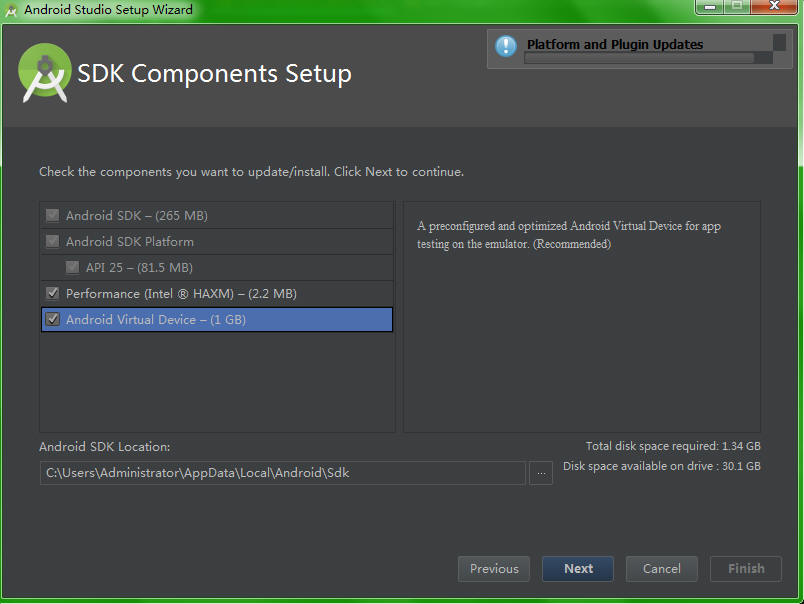 Android Studio Setup Wizard
SDK Components Setup
Platform and Plugin Updates
Check the components you want to update/install. Click Next to continue.
Android SDK – (265 MB)
Android SDK Platform
API 25 – (81.5 MB)
Performance (Intel ® HAXM) – (2.2 MB)
Android Virtual Device – (1 GB)
A preconfigured and optimized Android Virtual Device for app
testing on the emulator. (Recommended)
Android SDK Location:
Total disk space required: 1.34 GB
C:\Users\Administrator\AppData\Local\Android\Sdk
...
Disk space available on drive : 30.1 GB
Previous
Next
Cancel
Finish